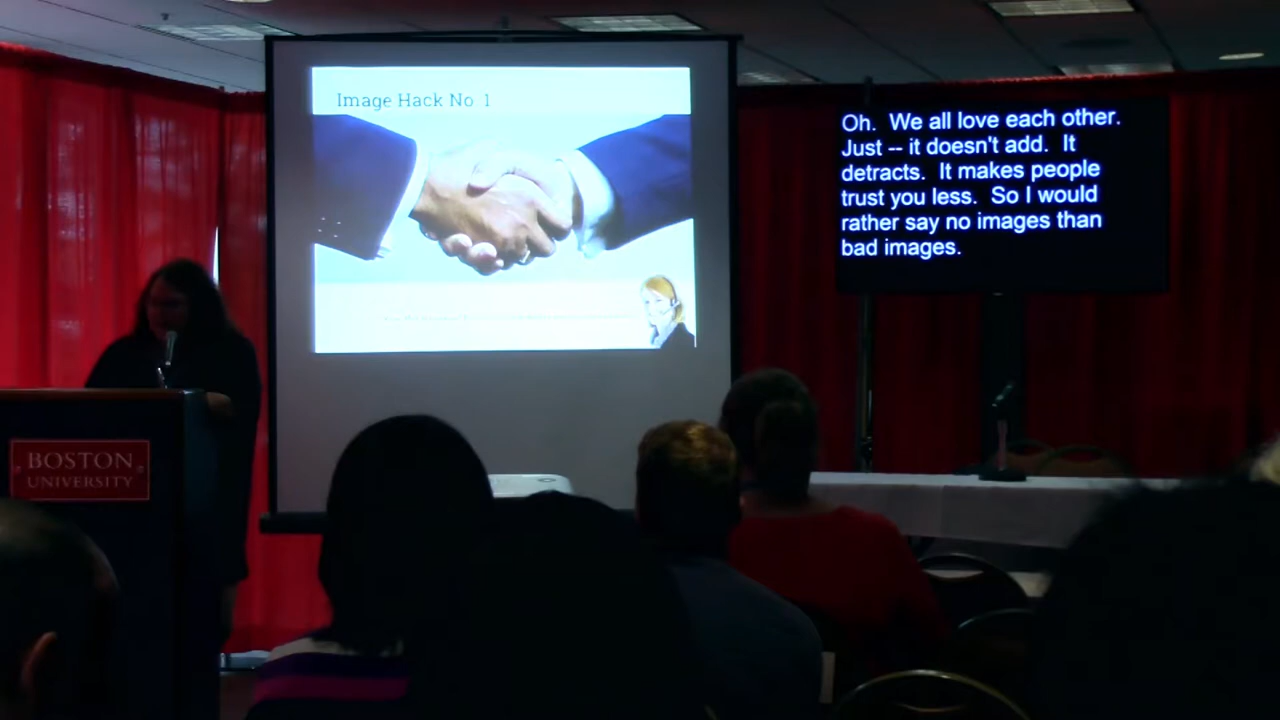 Image Hack No. 1
Oh.  We all love each other.
Just -- it doesn't add.  It
detracts.  It makes people
trust you less.  So I would
rather say no images than
bad images.
BOSTON
UNIVERSITY